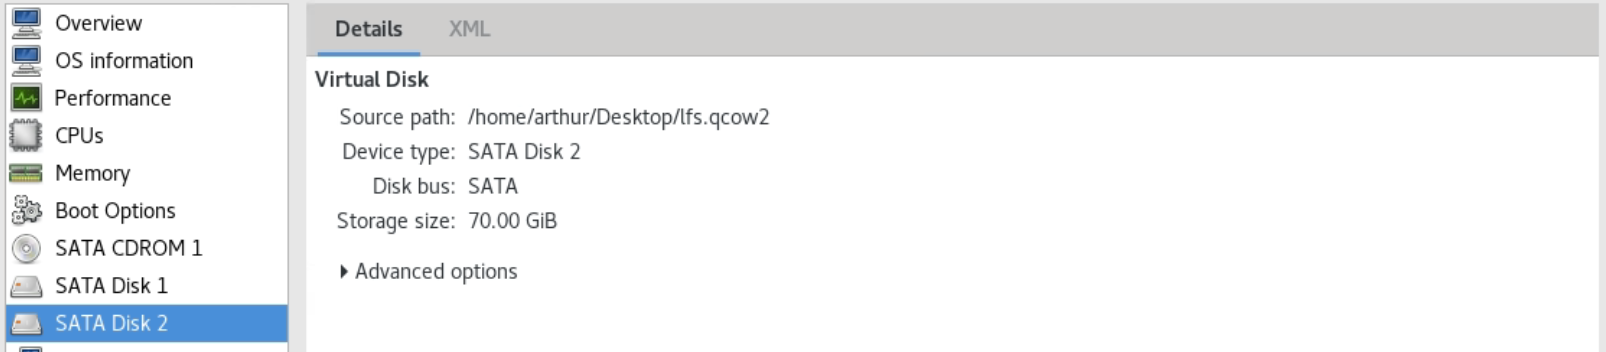 Overview
OS information
Performance
CPUs
Memory
Boot Options
SATA CDROM 1
SATA Disk 1
SATA Disk 2
Details XML
Virtual Disk
Source path: /home/arthur/Desktop/lfs.qcow2
Device type: SATA Disk 2
Disk bus: SATA
Storage size: 70.00 GiB
Advanced options